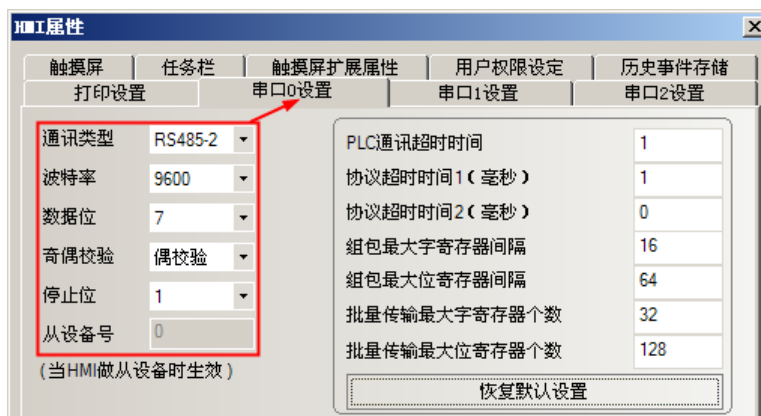 HMI属性
触摸屏 任务栏 触摸屏扩展属性 用户权限设定 历史事件存储
打印设置 串口0设置 串口1设置 串口2设置
通讯类型 RS485-2
波特率 9600
数据位 7
奇偶校验 偶校验
停止位 1
从设备号 0
(当HMI做从设备时生效)
PLC通讯超时时间 1
协议超时时间1(毫秒) 1
协议超时时间2(毫秒) 0
组包最大字寄存器间隔 16
组包最大位寄存器间隔 64
批量传输最大字寄存器个数 32
批量传输最大位寄存器个数 128
恢复默认设置